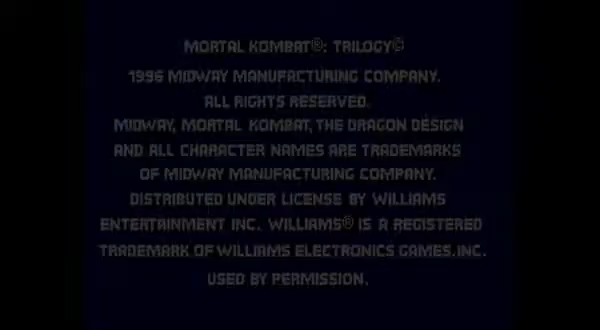 MORTAL KOMBAT®: TRILOGY©
1996 MIDWAY MANUFACTURING COMPANY.
ALL RIGHTS RESERVED.
MIDWAY, MORTAL KOMBAT, THE DRAGON DESIGN
AND ALL CHARACTER NAMES ARE TRADEMARKS
OF MIDWAY MANUFACTURING COMPANY.
DISTRIBUTED UNDER LICENSE BY WILLIAMS
ENTERTAINMENT INC. WILLIAMS® IS A REGISTERED
TRADEMARK OF WILLIAMS ELECTRONICS GAMES, INC.
USED BY PERMISSION.